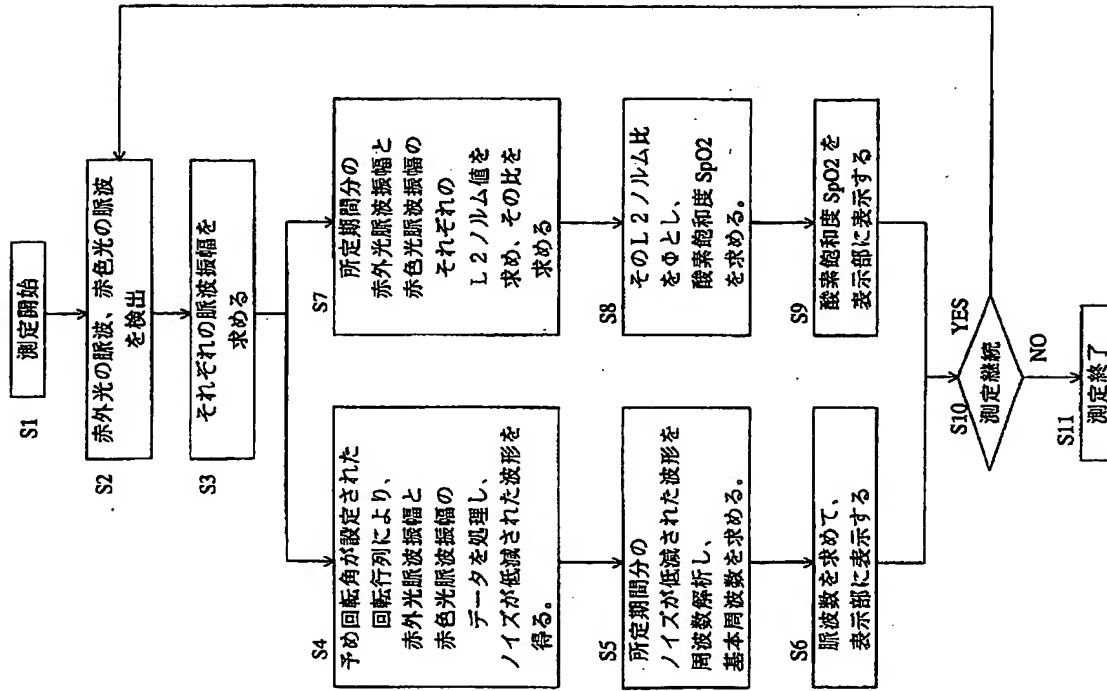 S1
測定開始
S2
赤外光の脈波、赤色光の脈波
を検出
S3
それぞれの脈波振幅を
求める
S4
予め回転角が設定された
回転行列により、
赤外光脈波振幅と
赤色光脈波振幅の
データを処理し、
ノイズが低減された波形を
得る。
S5
所定期間分の
ノイズが低減された波形を
周波数解析し、
基本周波数を求める。
S6
脈波数を求めて、
表示部に表示する
S7
所定期間分の
赤外光脈波振幅と
赤色光脈波振幅の
それぞれの
L2ノルム値を
求め、その比を
求める
S8
そのL2ノルム比
をΦとし、
酸素飽和度 SpO2
を求める。
S9
酸素飽和度 SpO2 を
表示部に表示する
S10
測定継続
YES
NO
S11
測定終了